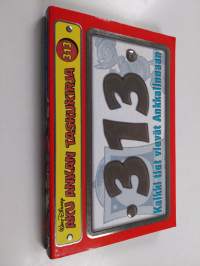 Walt Disney
AKU ANKAN TASKUKIRJA
313
313
Kaikki tiet vievät Ankkalinnaan